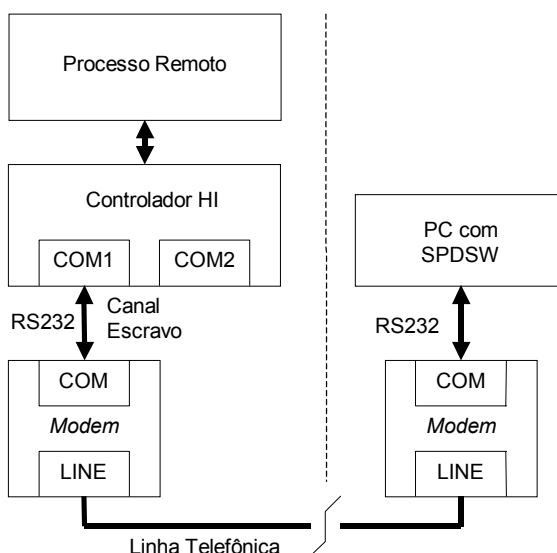 Processo Remoto
Controlador HI
COM1
COM2
RS232
Canal
Escravo
COM
Modem
LINE
PC com
SPDSW
RS232
COM
Modem
LINE
Linha Telefônica